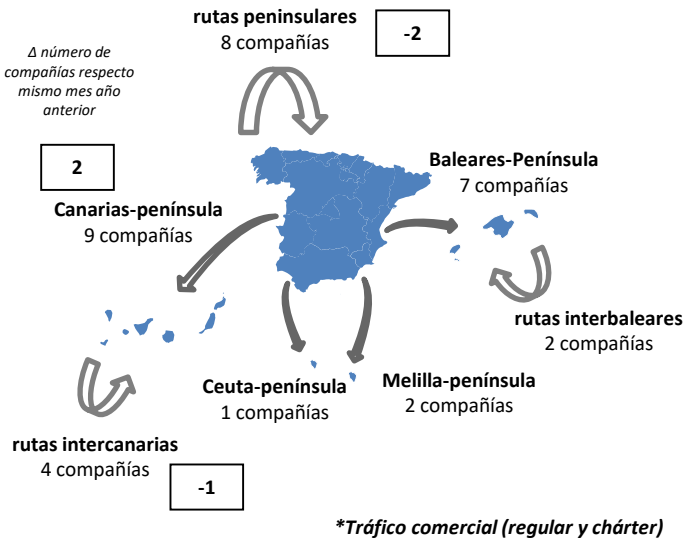 rutas peninsulares
8 compañías
-2
Δ número de
compañías respecto
mismo mes año
anterior
2
Canarias-península
9 compañías
Baleares-Península
7 compañías
rutas interbaleares
2 compañías
Ceuta-península
1 compañías
Melilla-península
2 compañías
rutas intercanarias
4 compañías
-1
*Tráfico comercial (regular y chárter)